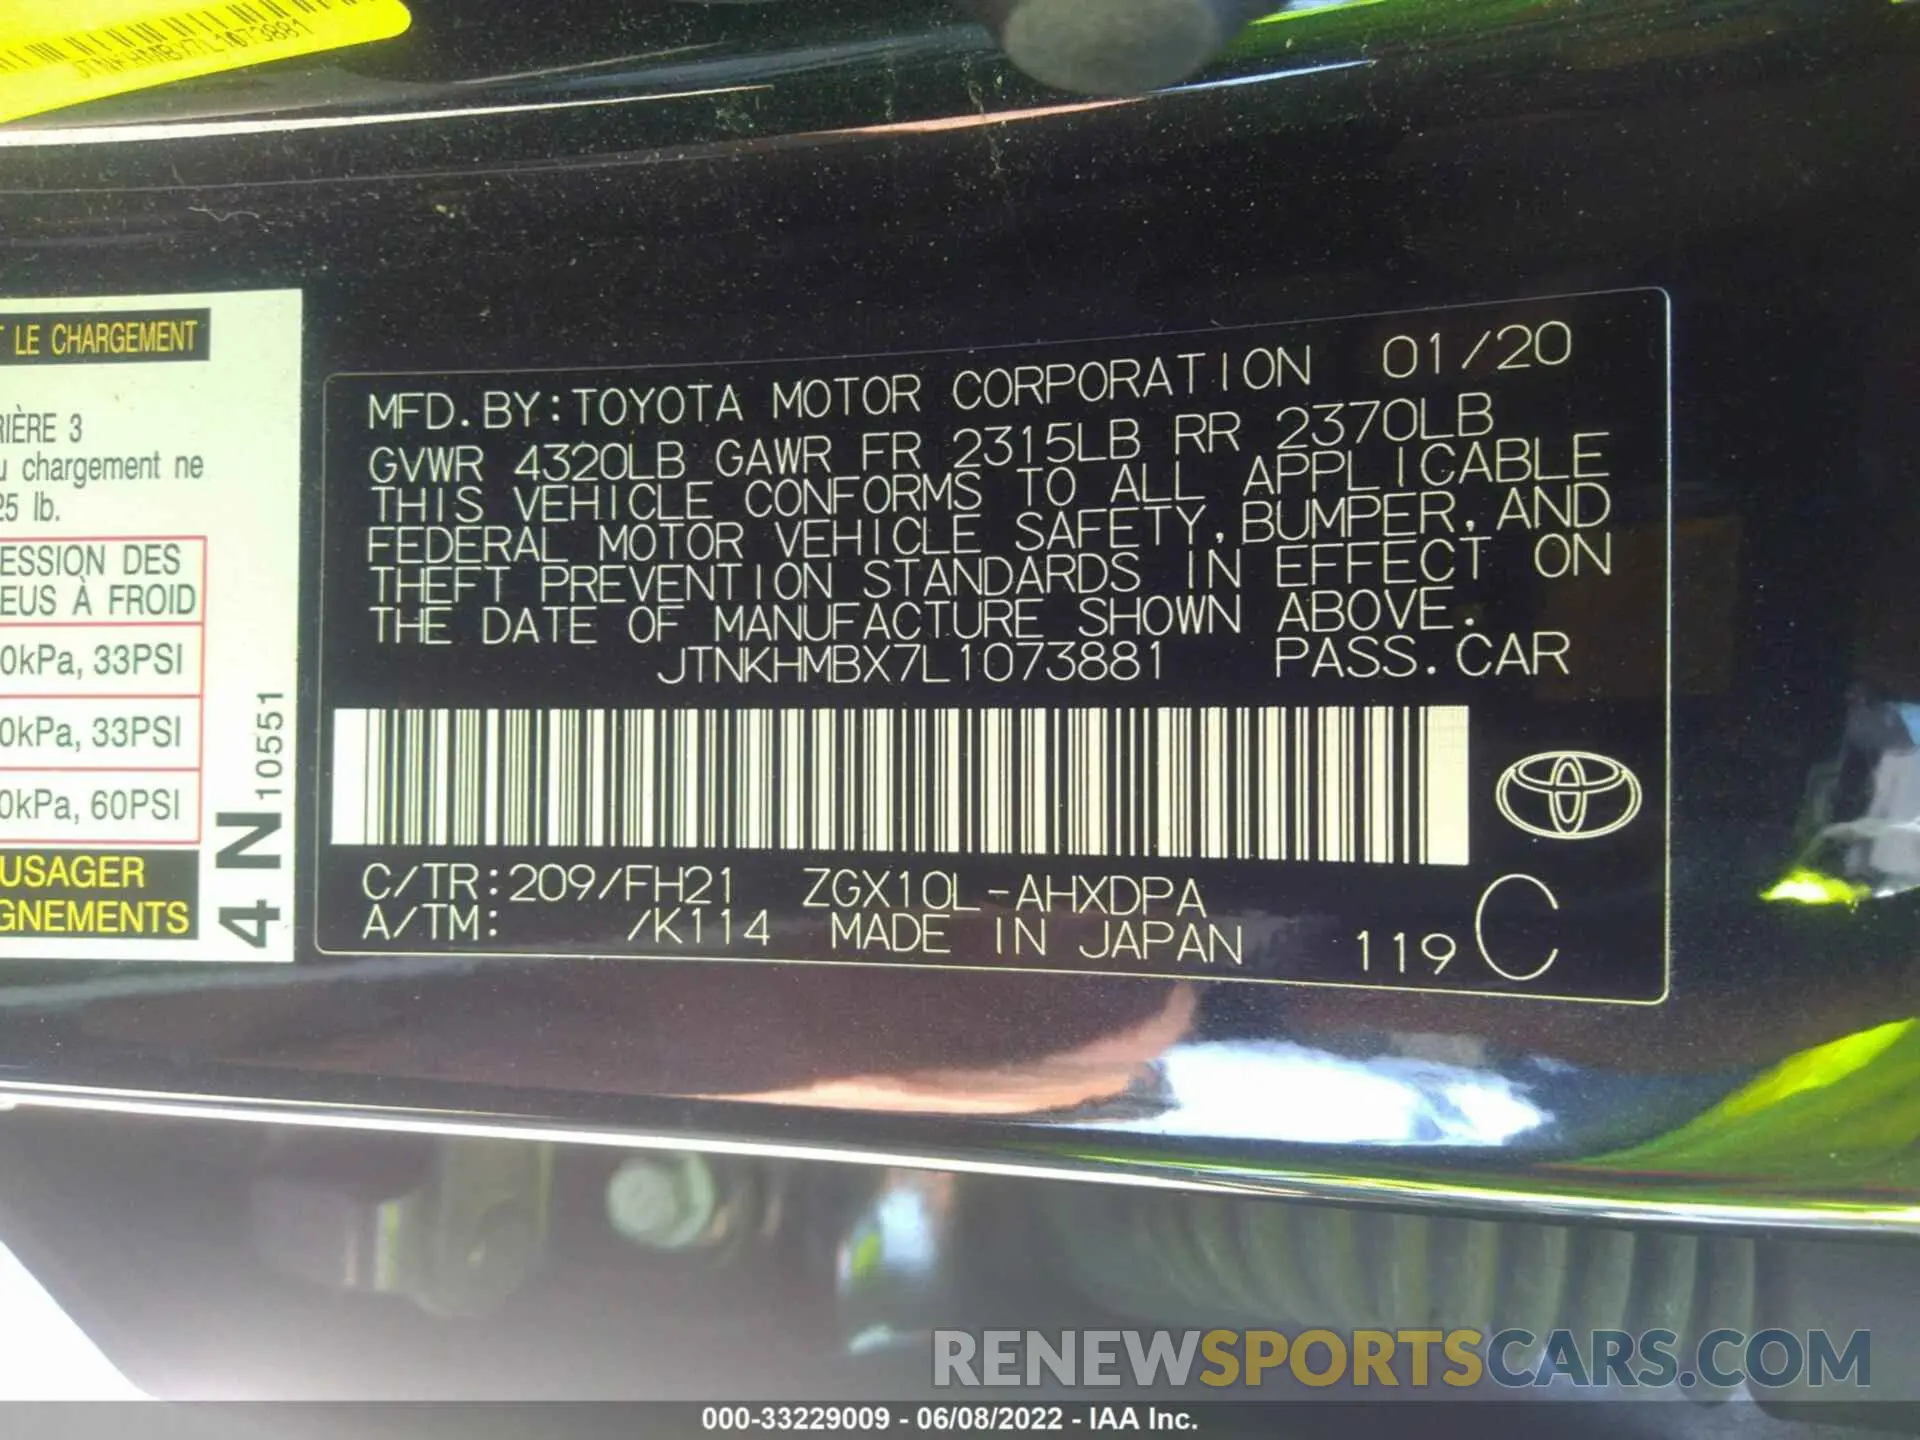 JTNKHMBX7L1073881
T LE CHARGEMENT
RIÈRE 3
u chargement ne
25 lb.
ESSION DES
EUS À FROID
0kPa, 33PSI
0kPa, 33PSI
0kPa, 60PSI
USAGER
GNEMENTS
4N10551
MFD. BY:TOYOTA MOTOR CORPORATION 01/20
GVWR 4320LB GAWR FR 2315LB RR 2370LB
THIS VEHICLE CONFORMS TO ALL APPLICABLE
FEDERAL MOTOR VEHICLE SAFETY, BUMPER, AND
THEFT PREVENTION STANDARDS IN EFFECT ON
THE DATE OF MANUFACTURE SHOWN ABOVE.
JTNKHMBX7L1073881 PASS. CAR
C/TR:209/FH21 ZGX10L-AHXDPA
A/TM: /K114 MADE IN JAPAN 119 C
RENEWSPORTSCARS.COM
000-33229009 - 06/08/2022 - IAA Inc.